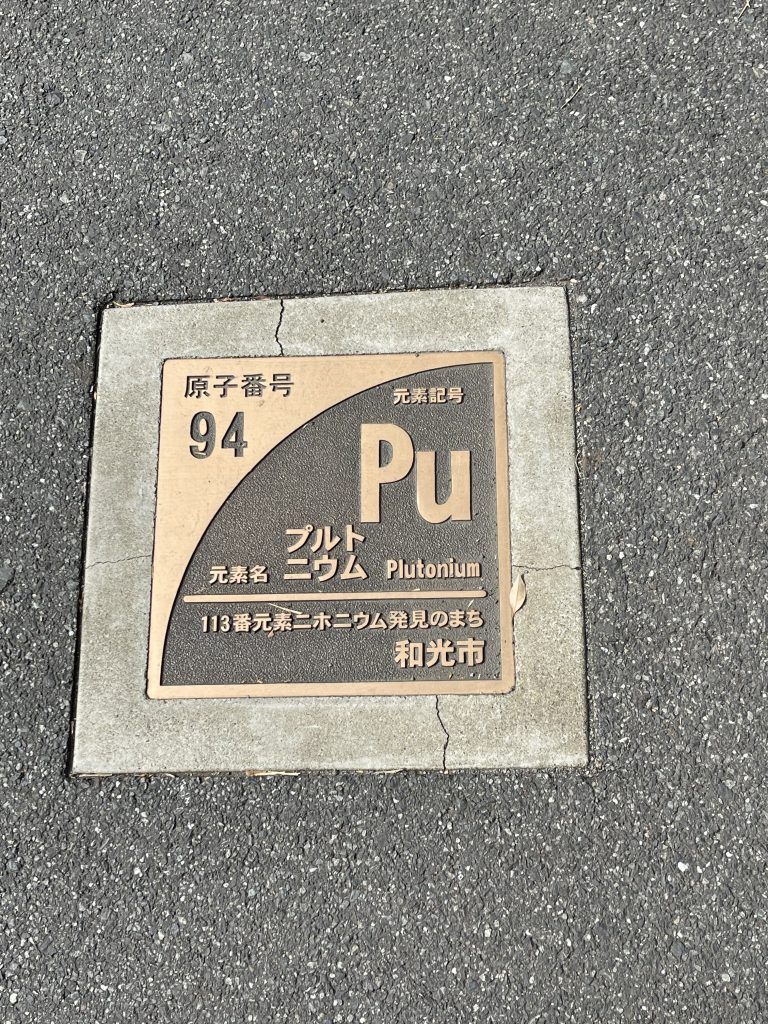 原子番号
94
元素記号
Pu
元素名 プルト
ニウム Plutonium
113番元素ニホニウム発見のまち
和光市